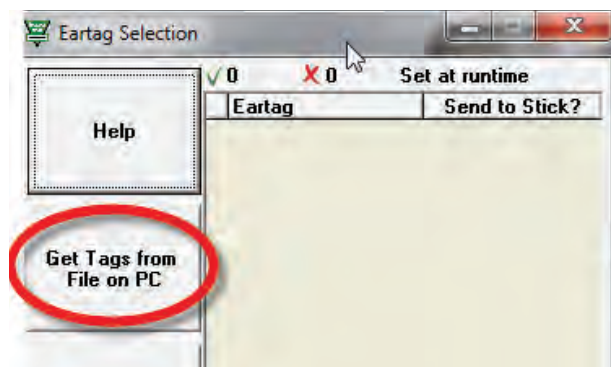 Eartag Selection
0 0 Set at runtime
Eartag Send to Stick?
Help
Get Tags from
File on PC